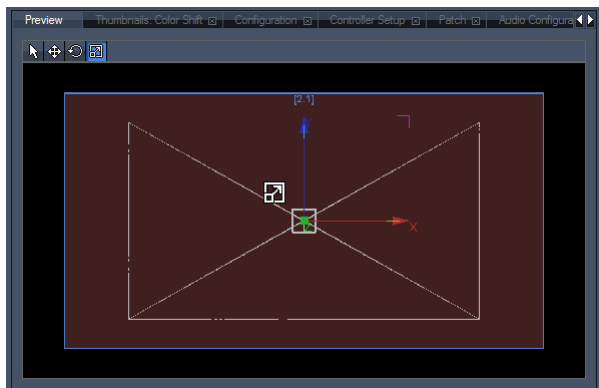 Preview Thumbnails: Color Shift Configuration Controller Setup Patch Audio Configura
[2.1]
Y
X